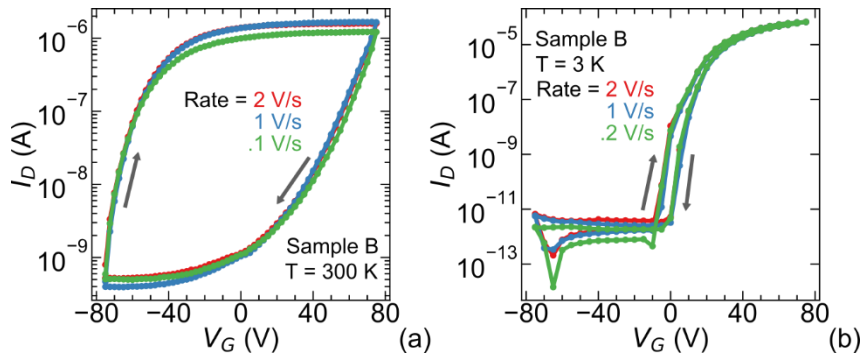 10^−6
10^−7
10^−8
10^−9
I_D (A)
Rate = 2 V/s
1 V/s
.1 V/s
Sample B
T = 300 K
−80
−40
0
40
80
V_G (V)
(a)
10^−5
10^−7
10^−9
10^−11
10^−13
I_D (A)
Sample B
T = 3 K
Rate = 2 V/s
1 V/s
.2 V/s
−80
−40
0
40
80
V_G (V)
(b)